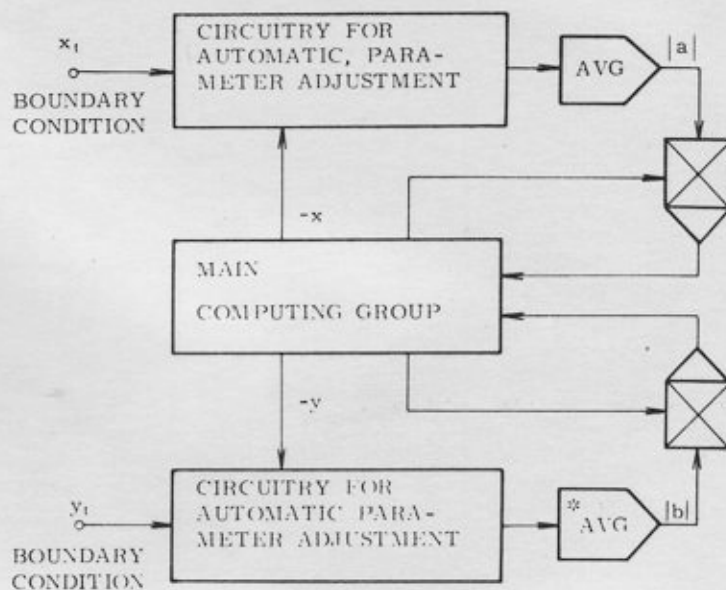 x₁
BOUNDARY
CONDITION
CIRCUITRY FOR
AUTOMATIC, PARA-
METER ADJUSTMENT
AVG
|a|
-x
MAIN
COMPUTING GROUP
-y
y₁
BOUNDARY
CONDITION
CIRCUITRY FOR
AUTOMATIC PARA-
METER ADJUSTMENT
* AVG
|b|